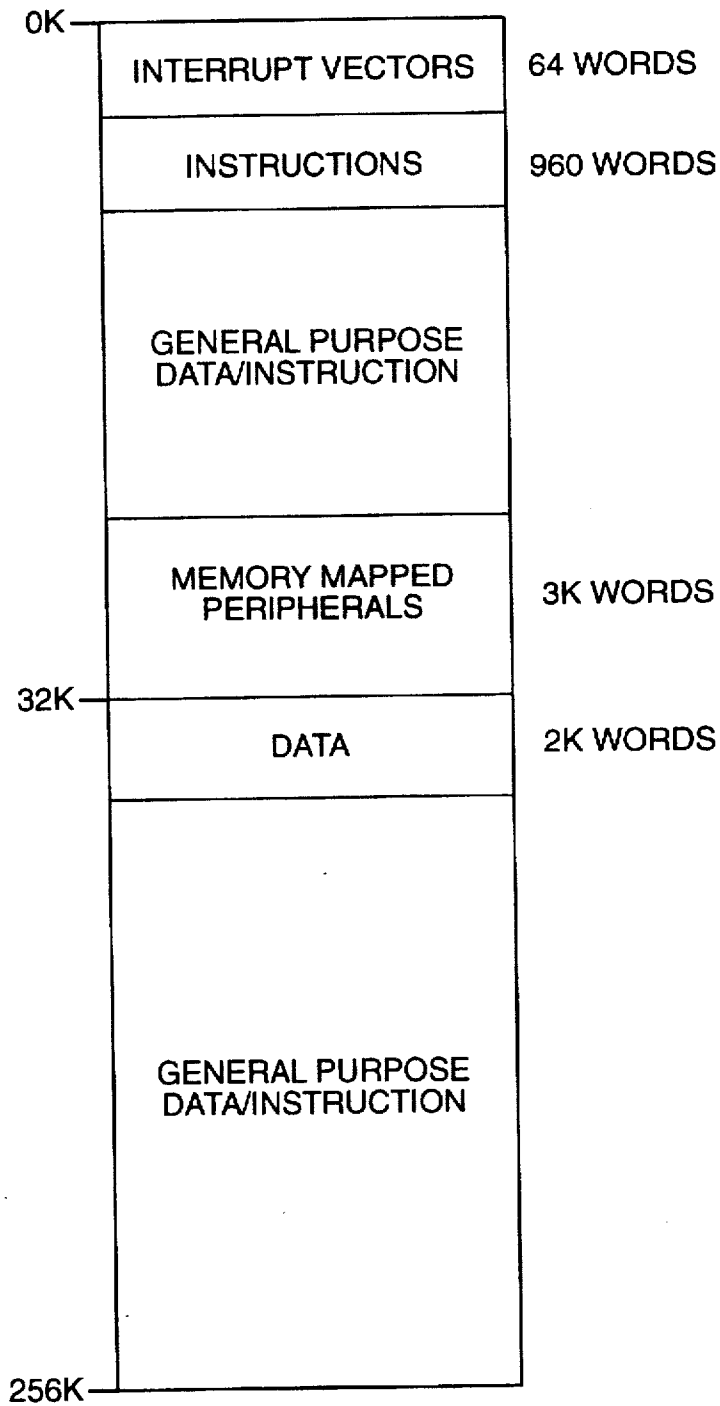 0K
INTERRUPT VECTORS 64 WORDS
INSTRUCTIONS 960 WORDS
GENERAL PURPOSE
DATA/INSTRUCTION
MEMORY MAPPED
PERIPHERALS
3K WORDS
32K
DATA 2K WORDS
GENERAL PURPOSE
DATA/INSTRUCTION
256K